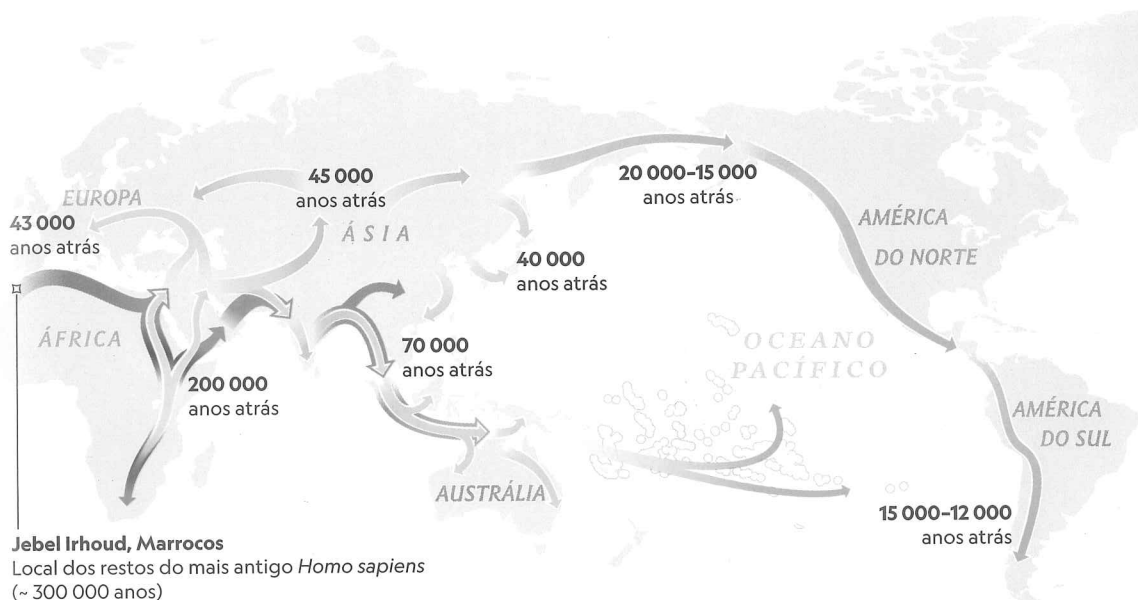 EUROPA
43 000
anos atrás
45 000
anos atrás
ÁSIA
20 000–15 000
anos atrás
AMÉRICA
DO NORTE
40 000
anos atrás
ÁFRICA
200 000
anos atrás
70 000
anos atrás
OCEANO
PACÍFICO
AMÉRICA
DO SUL
AUSTRÁLIA
15 000–12 000
anos atrás
Jebel Irhoud, Marrocos
Local dos restos do mais antigo Homo sapiens
(~ 300 000 anos)